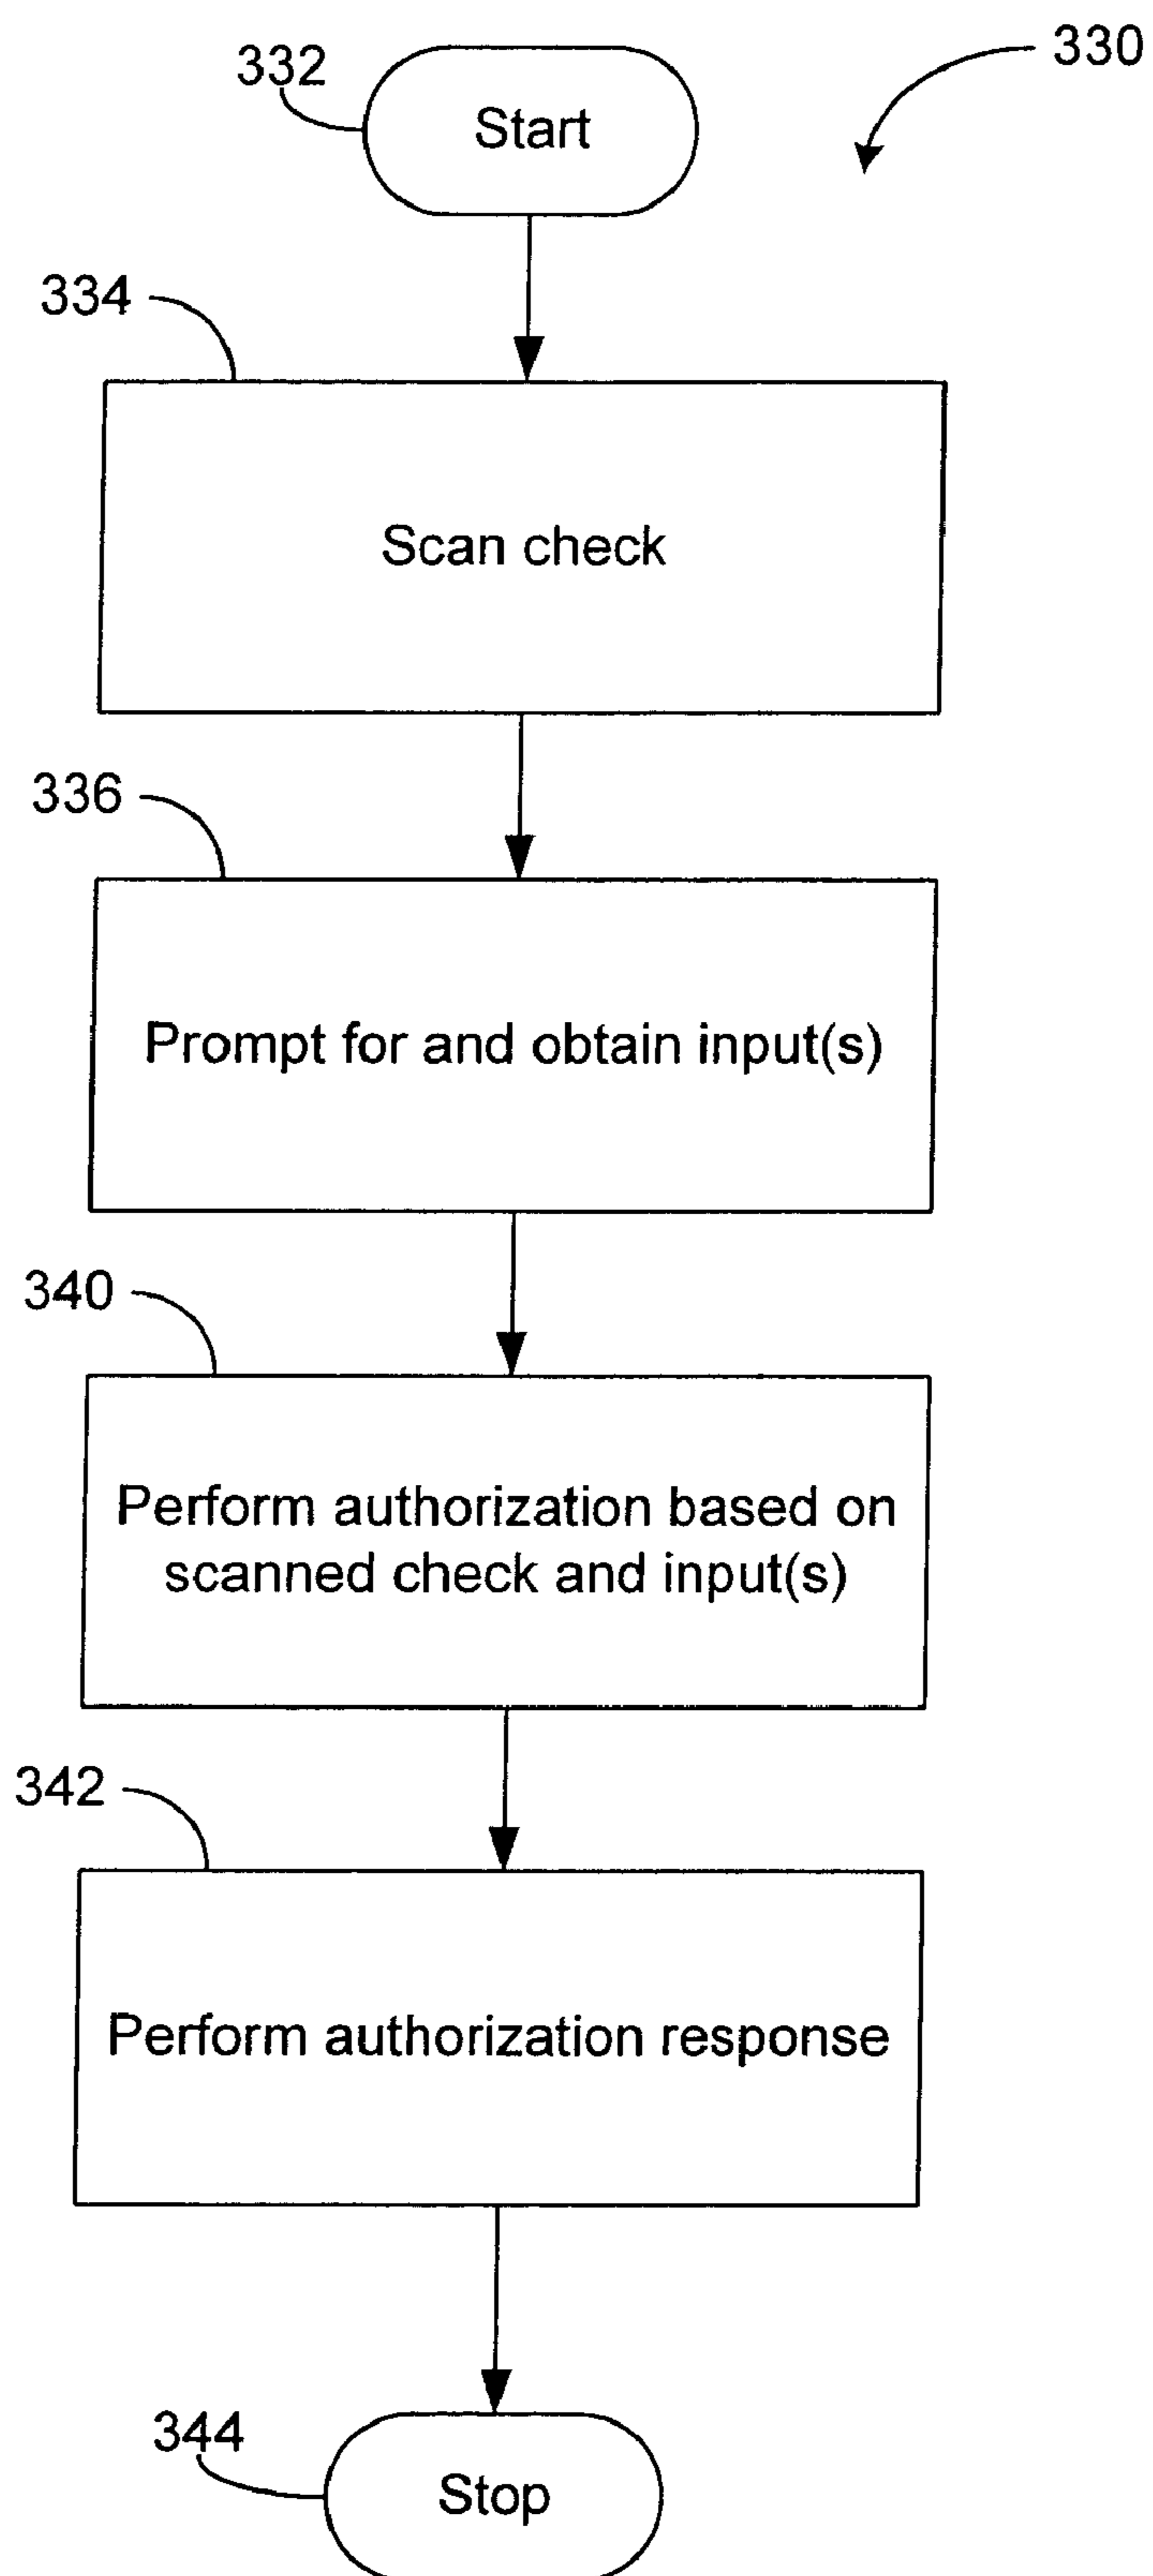 330
332
Start
334
Scan check
336
Prompt for and obtain input(s)
340
Perform authorization based on
scanned check and input(s)
342
Perform authorization response
344
Stop